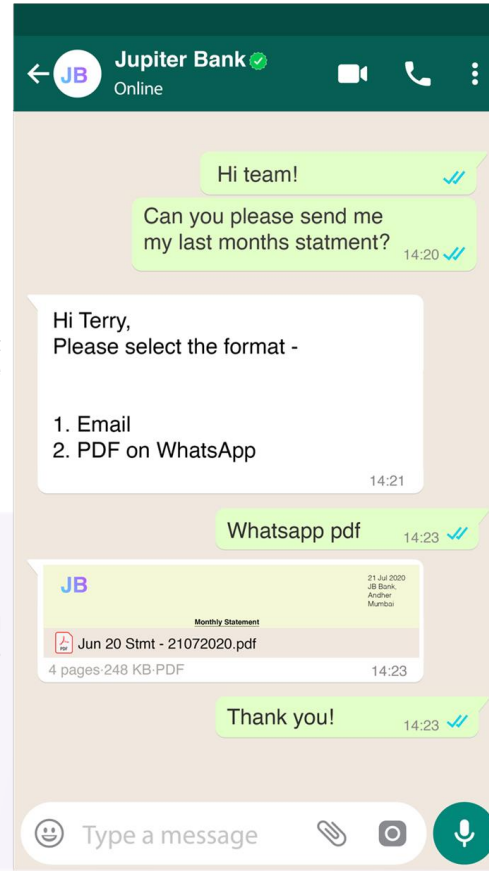 Jupiter Bank
JB
Online
Hi team!
Can you please send me
my last months statment?
14:20
Hi Terry,
Please select the format -
1. Email
2. PDF on WhatsApp
14:21
Whatsapp pdf
14:23
JB
21 Jul 2020
JB Bank,
Andher
Mumbai
Monthly Statement
PDF
Jun 20 Stmt - 21072020.pdf
4 pages·248 KB·PDF
14:23
Thank you!
14:23
Type a message